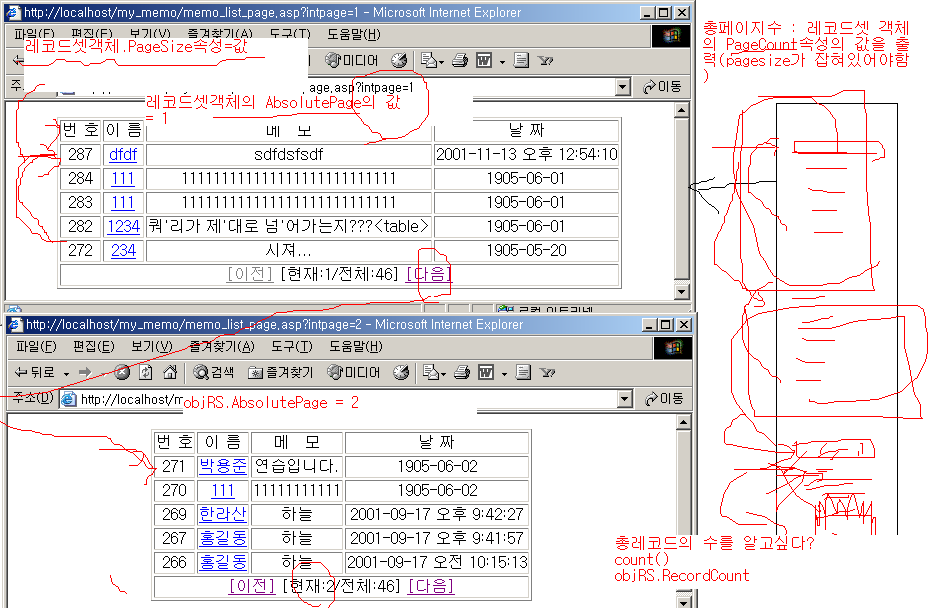 http://localhost/my_memo/memo_list_page.asp?intpage=1 - Microsoft Internet Explorer
파일(F) 편집(E) 보기(V) 즐겨찾기(A) 도구(T) 도움말(H)
레코드셋객체.PageSize속성=값
미디어
page.asp?intpage=1
이동
레코드셋객체의 AbsolutePage의 값
= 1
번 호 이 름 메 모 날 짜
287 dfdf sdfdsfsdf 2001-11-13 오후 12:54:10
284 111 1111111111111111111111111111 1905-06-01
283 111 1111111111111111111111111111 1905-06-01
282 1234 쿼'리가 제'대로 넘'어가는지???<table> 1905-06-01
272 234 시져... 1905-05-20
[이전] [현재:1/전체:46] [다음]
총페이지수 : 레코드셋 객체
의 PageCount속성의 값을 출
력(pagesize가 잡혀있어야함
)
http://localhost/my_memo/memo_list_page.asp?intpage=2 - Microsoft Internet Explorer
파일(F) 편집(E) 보기(V) 즐겨찾기(A) 도구(T) 도움말(H)
뒤로 검색 즐겨찾기 미디어
주소(D) http://localhost/m
이동
objRS.AbsolutePage = 2
번 호 이 름 메 모 날 짜
271 박용준 연습입니다. 1905-06-02
270 111 11111111111 1905-06-02
269 한라산 하늘 2001-09-17 오후 9:42:27
267 홍길동 하늘 2001-09-17 오후 9:41:57
266 홍길동 하늘 2001-09-17 오전 10:15:13
[이전] [현재:2/전체:46] [다음]
총레코드의 수를 알고싶다?
count()
objRS.RecordCount